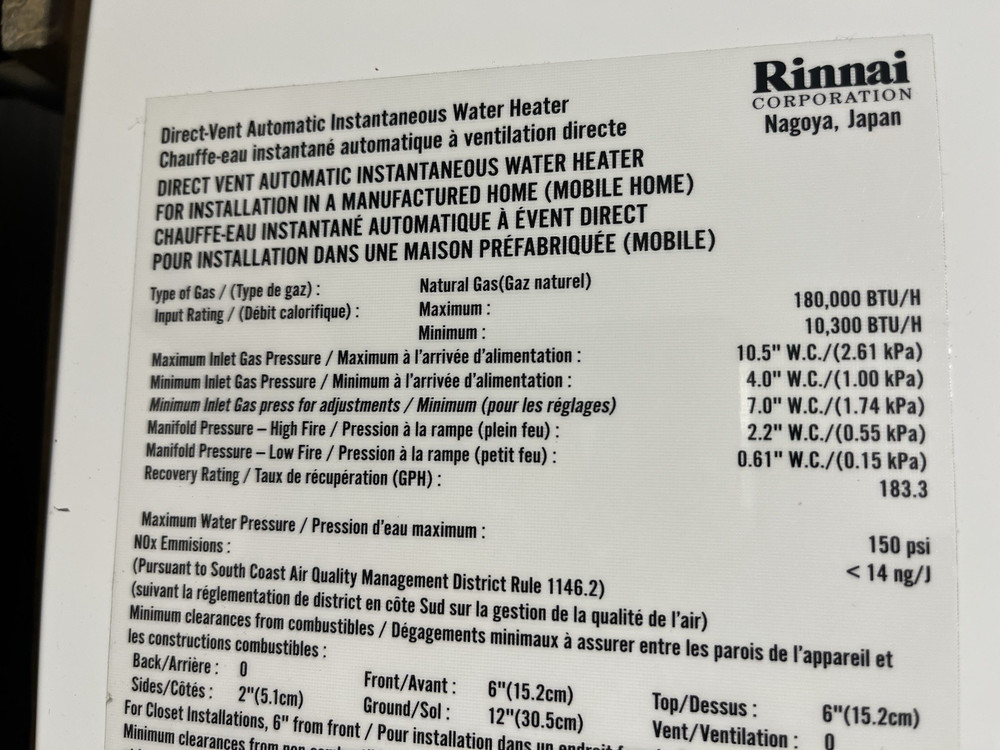 Rinnai
CORPORATION
Nagoya, Japan
Direct-Vent Automatic Instantaneous Water Heater
Chauffe-eau instantané automatique à ventilation directe
DIRECT VENT AUTOMATIC INSTANTANEOUS WATER HEATER
FOR INSTALLATION IN A MANUFACTURED HOME (MOBILE HOME)
CHAUFFE-EAU INSTANTANÉ AUTOMATIQUE À ÉVENT DIRECT
POUR INSTALLATION DANS UNE MAISON PRÉFABRIQUÉE (MOBILE)
Type of Gas / (Type de gaz) : Natural Gas(Gaz naturel)
Input Rating / (Débit calorifique) : Maximum : 180,000 BTU/H
Minimum : 10,300 BTU/H
Maximum Inlet Gas Pressure / Maximum à l'arrivée d'alimentation : 10.5" W.C./(2.61 kPa)
Minimum Inlet Gas Pressure / Minimum à l'arrivée d'alimentation : 4.0" W.C./(1.00 kPa)
Minimum Inlet Gas press for adjustments / Minimum (pour les réglages) 7.0" W.C./(1.74 kPa)
Manifold Pressure – High Fire / Pression à la rampe (plein feu) : 2.2" W.C./(0.55 kPa)
Manifold Pressure – Low Fire / Pression à la rampe (petit feu) : 0.61" W.C./(0.15 kPa)
Recovery Rating / Taux de récupération (GPH) : 183.3
Maximum Water Pressure / Pression d'eau maximum : 150 psi
NOx Emmisions : < 14 ng/J
(Pursuant to South Coast Air Quality Management District Rule 1146.2)
(suivant la réglementation de district en côte Sud sur la gestion de la qualité de l'air)
Minimum clearances from combustibles / Dégagements minimaux à assurer entre les parois de l'appareil et
les constructions combustibles :
Back/Arrière : 0 Front/Avant : 6"(15.2cm) Top/Dessus : 6"(15.2cm)
Sides/Côtés : 2"(5.1cm) Ground/Sol : 12"(30.5cm) Vent/Ventilation : 0
For Closet Installations, 6" from front / Pour installation dans un endroit
Minimum clearances from non